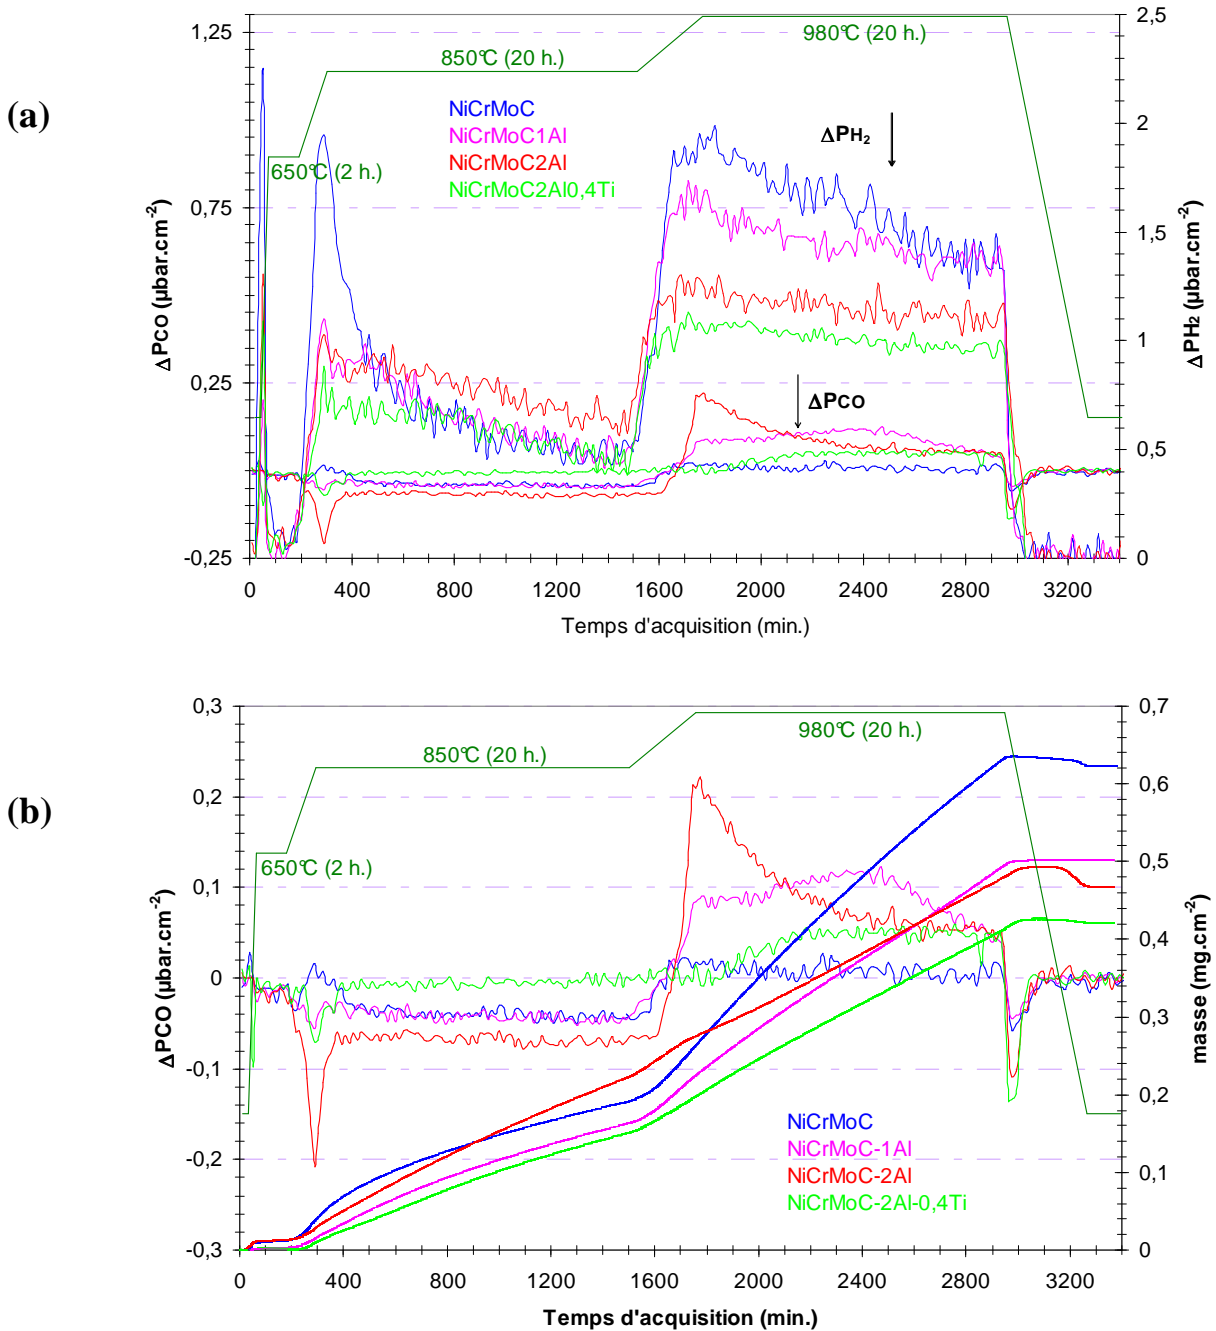 (a)
1,25
0,75
0,25
-0,25
ΔPCO (µbar.cm-2)
2,5
2
1,5
1
0,5
0
ΔPH2 (µbar.cm-2)
980°C (20 h.)
850°C (20 h.)
650°C (2 h.)
NiCrMoC
NiCrMoC1Al
NiCrMoC2Al
NiCrMoC2Al0,4Ti
ΔPH2
ΔPCO
0 400 800 1200 1600 2000 2400 2800 3200
Temps d'acquisition (min.)
(b)
0,3
0,2
0,1
0
-0,1
-0,2
-0,3
ΔPCO (µbar.cm-2)
0,7
0,6
0,5
0,4
0,3
0,2
0,1
0
masse (mg.cm-2)
980°C (20 h.)
850°C (20 h.)
650°C (2 h.)
NiCrMoC
NiCrMoC-1Al
NiCrMoC-2Al
NiCrMoC-2Al-0,4Ti
0 400 800 1200 1600 2000 2400 2800 3200
Temps d'acquisition (min.)